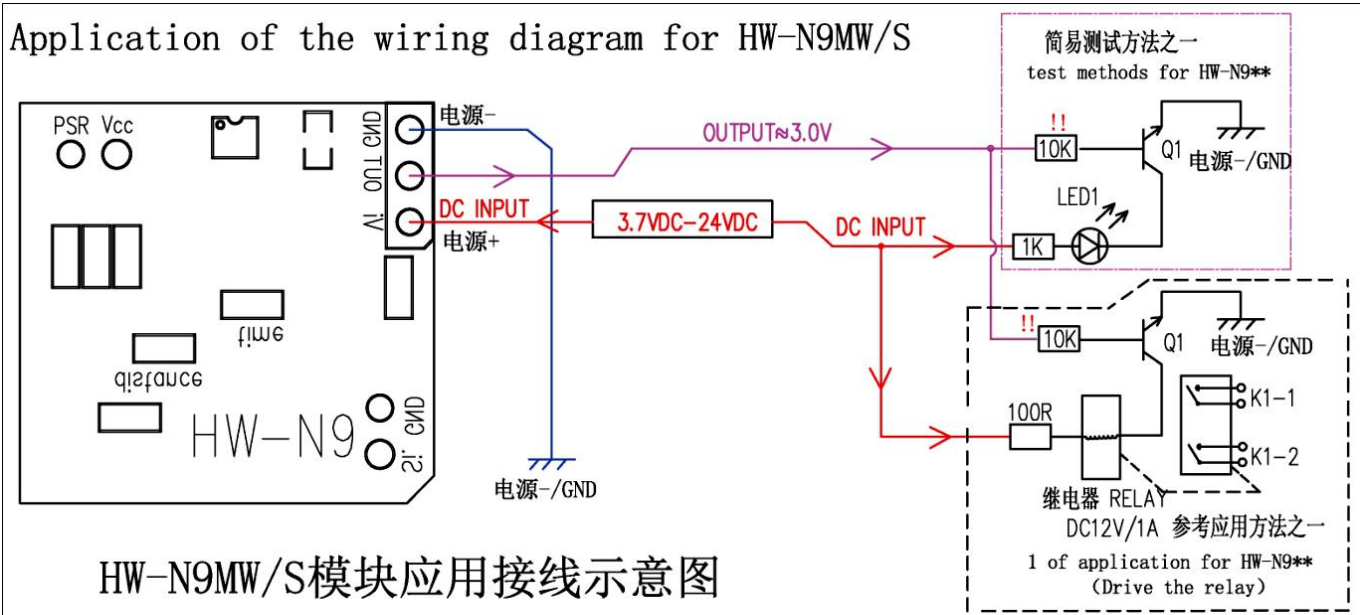 Application of the wiring diagram for HW-N9MW/S
简易测试方法之一
test methods for HW-N9**
PSR Vcc
GND
电源-
OUT
OUTPUT≈3.0V
!!
10K
Q1
电源-/GND
LED1
Vi
DC INPUT
电源+
3.7VDC-24VDC
DC INPUT
1K
time
distance
!!
10K
Q1
电源-/GND
K1-1
100R
HW-N9
GND
Si.
K1-2
电源-/GND
继电器 RELAY
DC12V/1A 参考应用方法之一
1 of application for HW-N9**
(Drive the relay)
HW-N9MW/S模块应用接线示意图